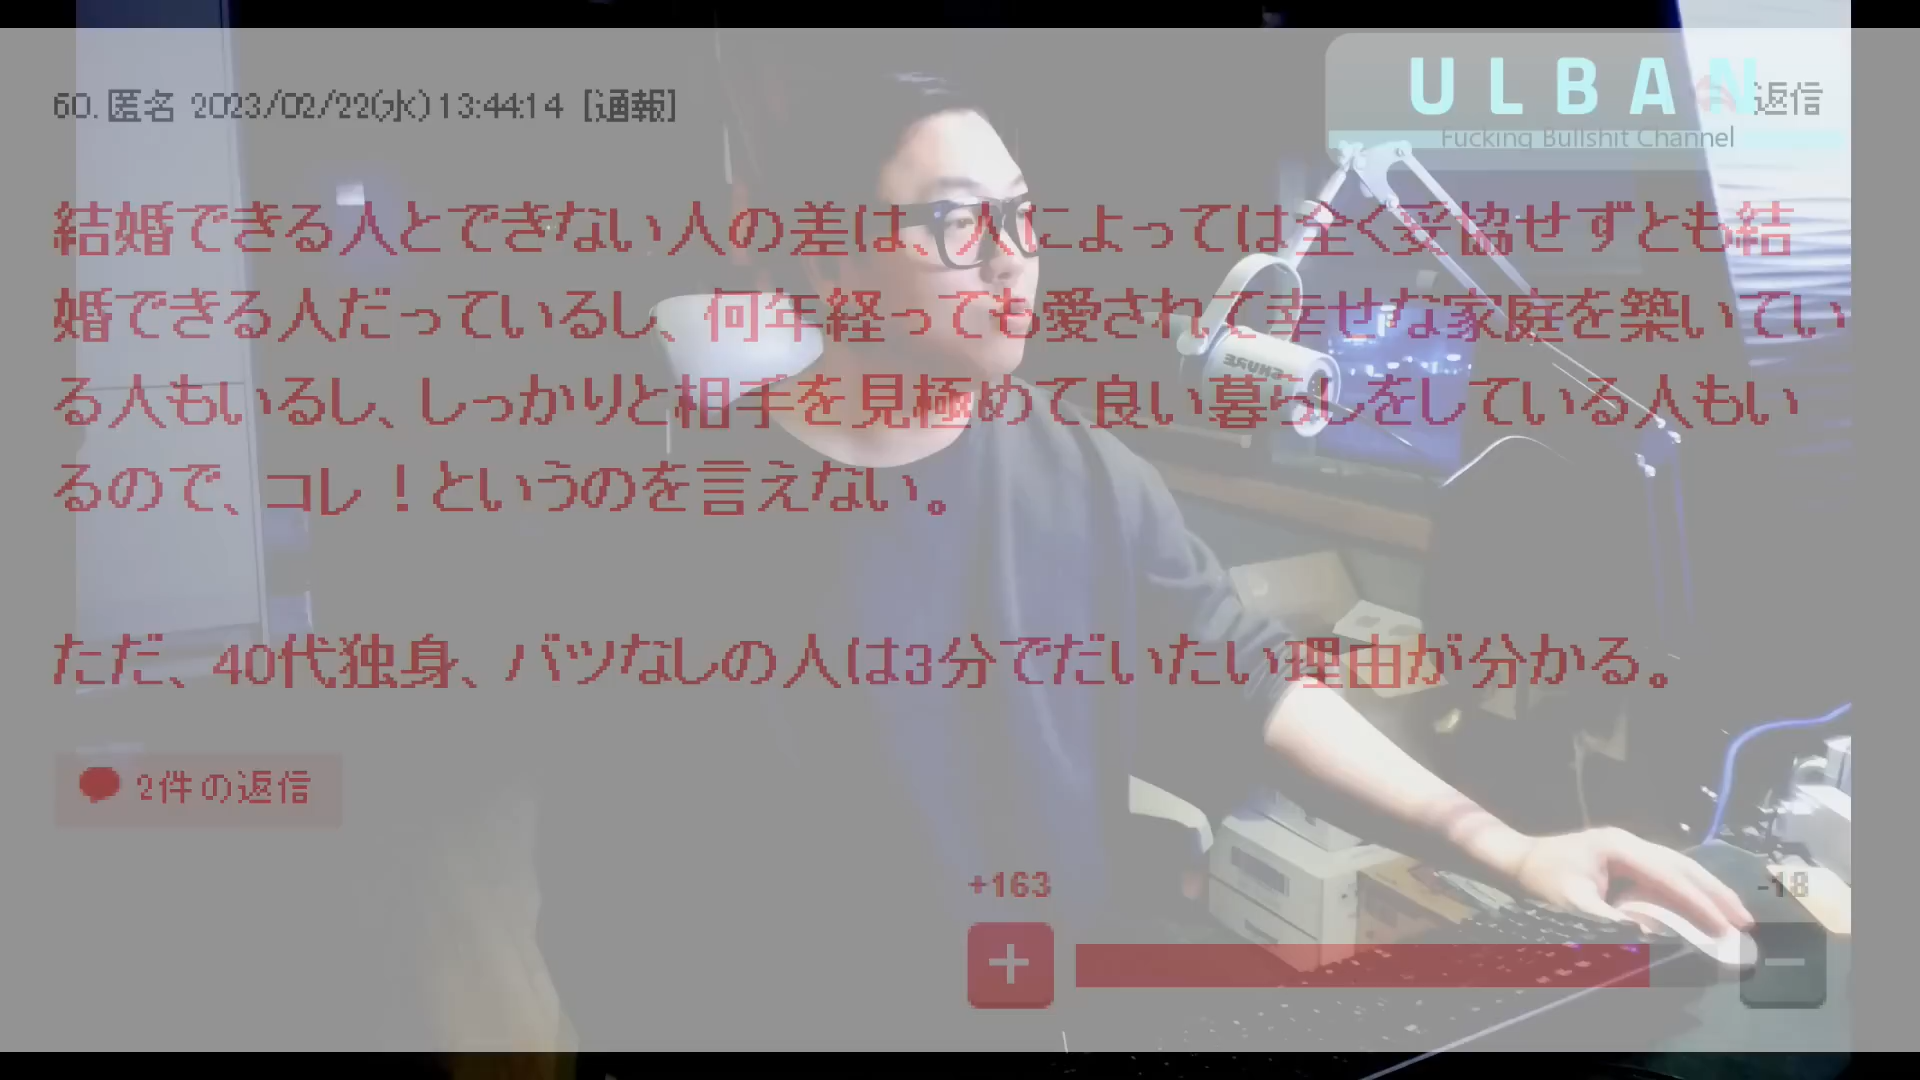 ULBAN
Fucking Bullshit Channel
60. 匿名 2023/02/22(水) 13:44:14 [通報]
返信
結婚できる人とできない人の差は、人によっては全く妥協せずとも結
婚できる人だっているし、何年経っても愛されて幸せな家庭を築いてい
る人もいるし、しっかりと相手を見極めて良い暮らしをしている人もい
るので、コレ！というのを言えない。
ただ、40代独身、バツなしの人は3分でだいたい理由が分かる。
2件の返信
+163
-18
+
−
SHURE